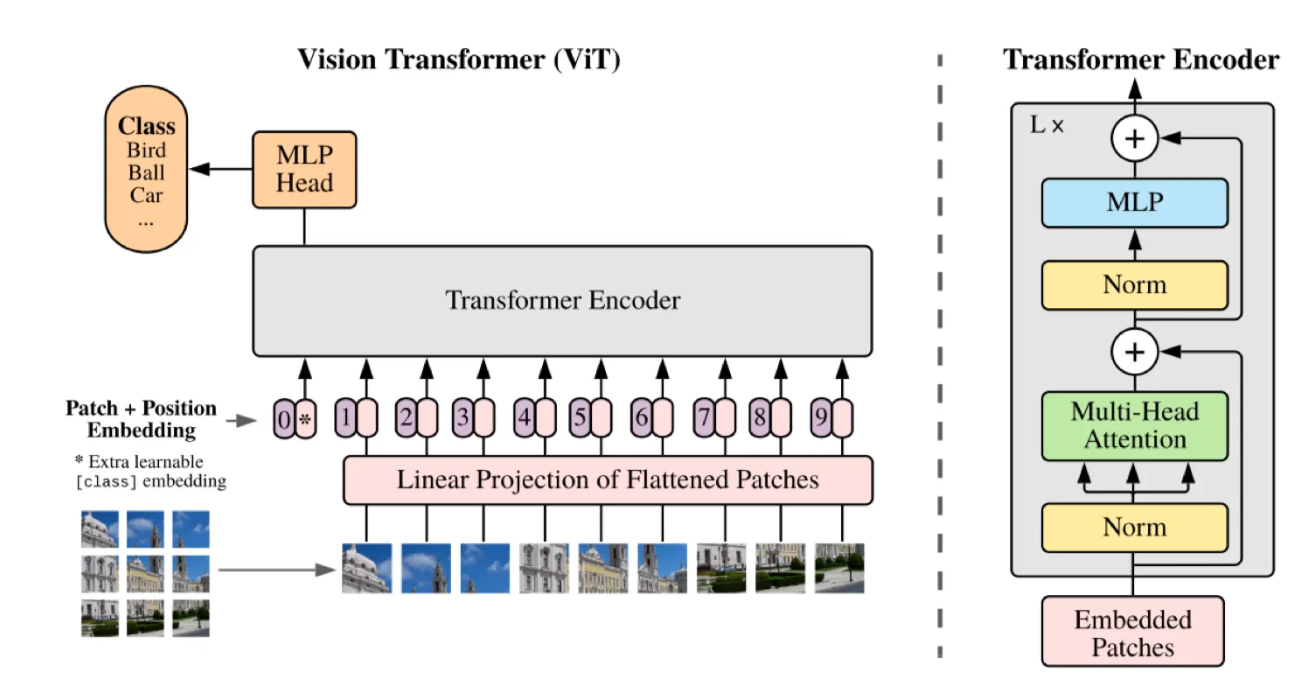 Vision Transformer (ViT)
Class
Bird
Ball
Car
...
MLP
Head
Transformer Encoder
Patch + Position
Embedding
0 * 1 2 3 4 5 6 7 8 9
* Extra learnable
[class] embedding
Linear Projection of Flattened Patches
Transformer Encoder
L ×
+
MLP
Norm
+
Multi-Head
Attention
Norm
Embedded
Patches